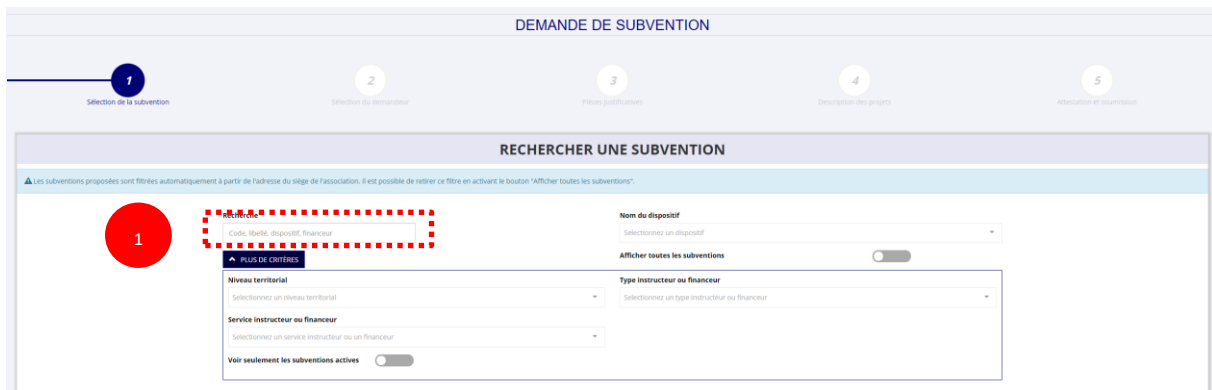 DEMANDE DE SUBVENTION
1
2
3
4
5
Sélection de la subvention
Sélection du demandeur
Pièces justificatives
Description des projets
Attestation et soumission
RECHERCHER UNE SUBVENTION
Les subventions proposées sont filtrées automatiquement à partir de l'adresse du siège de l'association. Il est possible de retirer ce filtre en activant le bouton "Afficher toutes les subventions".
1
Recherche
Code, libellé, dispositif, financeur
Nom du dispositif
Selectionnez un dispositif
PLUS DE CRITÈRES
Afficher toutes les subventions
Niveau territorial
Selectionnez un niveau territorial
Type instructeur ou financeur
Selectionnez un type instructeur ou financeur
Service instructeur ou financeur
Selectionnez un service instructeur ou un financeur
Voir seulement les subventions actives